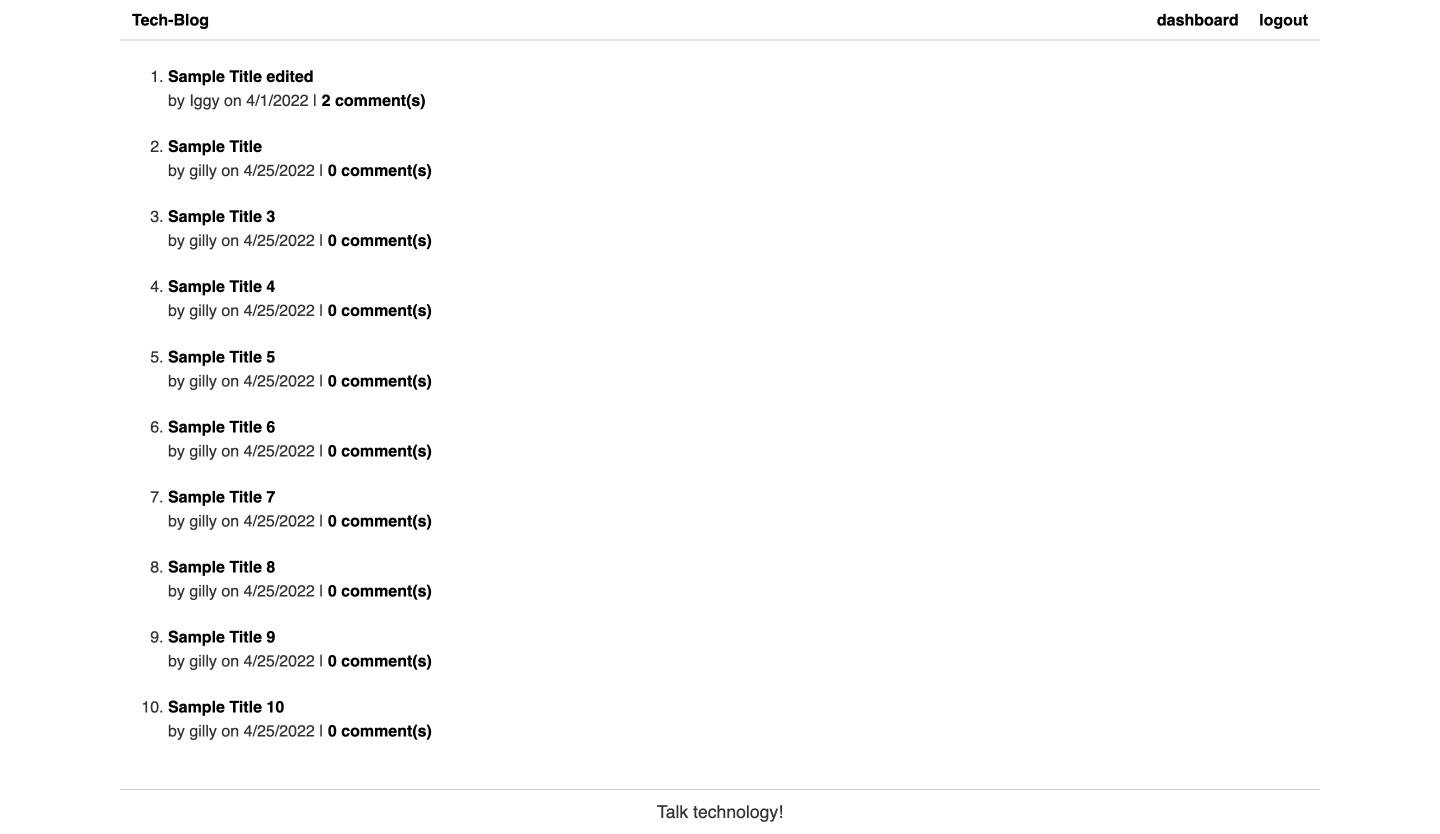 Tech-Blog dashboard logout
1. Sample Title edited
by Iggy on 4/1/2022 | 2 comment(s)
2. Sample Title
by gilly on 4/25/2022 | 0 comment(s)
3. Sample Title 3
by gilly on 4/25/2022 | 0 comment(s)
4. Sample Title 4
by gilly on 4/25/2022 | 0 comment(s)
5. Sample Title 5
by gilly on 4/25/2022 | 0 comment(s)
6. Sample Title 6
by gilly on 4/25/2022 | 0 comment(s)
7. Sample Title 7
by gilly on 4/25/2022 | 0 comment(s)
8. Sample Title 8
by gilly on 4/25/2022 | 0 comment(s)
9. Sample Title 9
by gilly on 4/25/2022 | 0 comment(s)
10. Sample Title 10
by gilly on 4/25/2022 | 0 comment(s)
Talk technology!